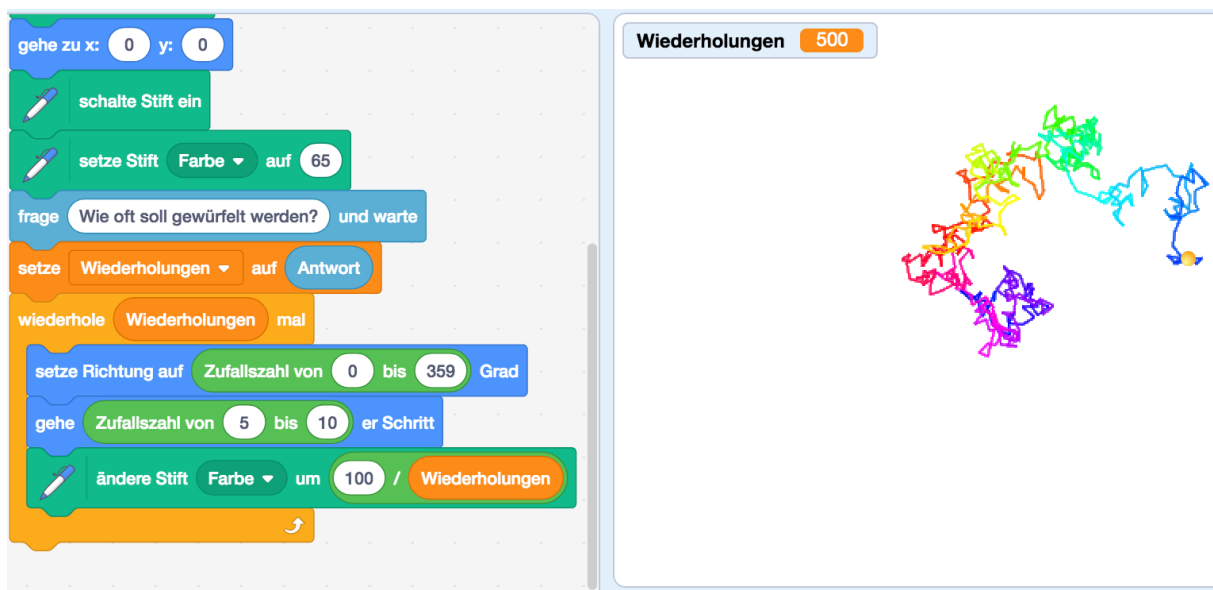 gehe zu x: 0 y: 0
schalte Stift ein
setze Stift Farbe auf 65
frage Wie oft soll gewürfelt werden? und warte
setze Wiederholungen auf Antwort
wiederhole Wiederholungen mal
setze Richtung auf Zufallszahl von 0 bis 359 Grad
gehe Zufallszahl von 5 bis 10 er Schritt
ändere Stift Farbe um 100 / Wiederholungen
Wiederholungen 500